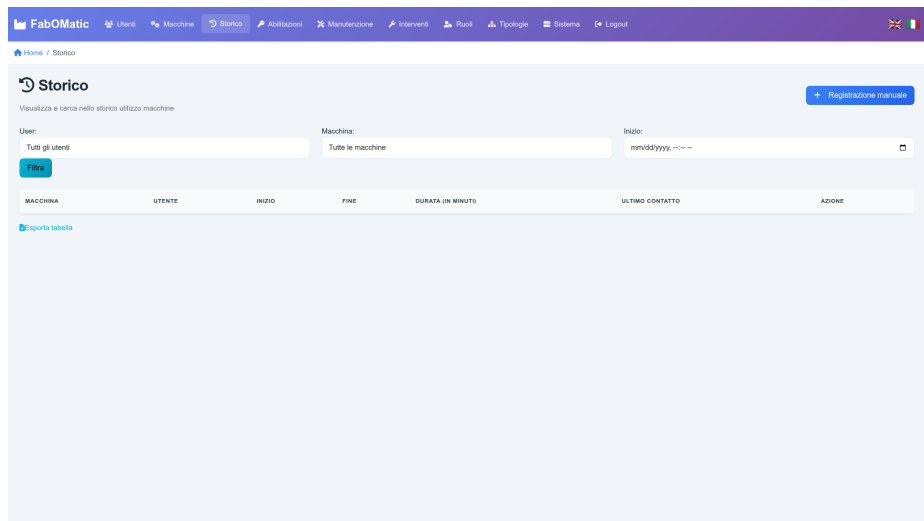 FabOMatic Utenti Macchine Storico Abilitazioni Manutenzione Interventi Ruoli Tipologie Sistema Logout
Home / Storico
Storico
Registrazione manuale
Visualizza e cerca nello storico utilizzo macchine
User: Macchina: Inizio:
Tutti gli utenti Tutte le macchine mm/dd/yyyy, --:-- --
Filtra
MACCHINA UTENTE INIZIO FINE DURATA (IN MINUTI) ULTIMO CONTATTO AZIONE
Esporta tabella